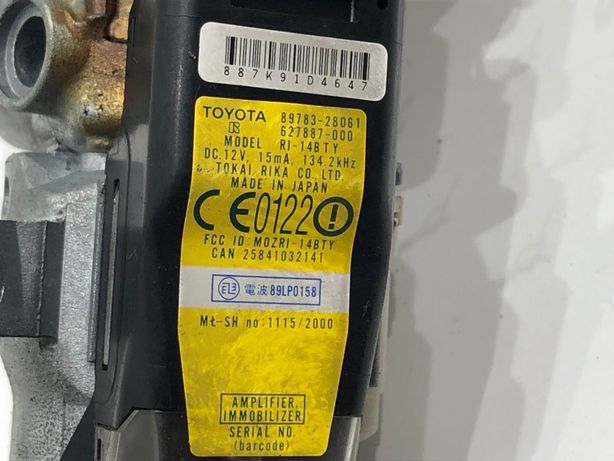 887K91D4647
TOYOTA 89783-28061
627887-000
MODEL RI-14BTY
DC.12V, 15mA, 134.2kHz
TOKAI RIKA CO., LTD.
MADE IN JAPAN
CE0122
FCC ID:MOZRI-14BTY
CAN 25841032141
電波 89LP0158
MŁ-SH no:1115/2000
AMPLIFIER,
IMMOBILIZER
SERIAL NO.
(barcode)